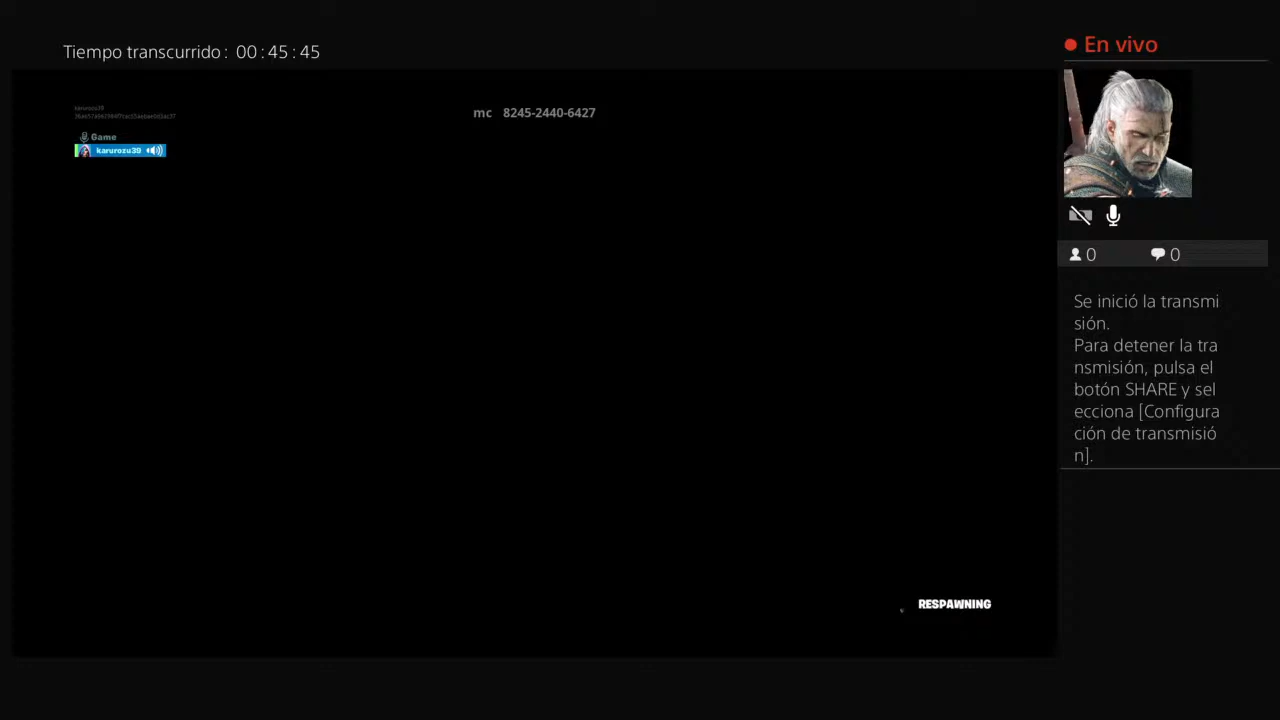 Tiempo transcurrido: 00:45:45
En vivo
karurozu39
mc 8245-2440-6427
Game
karurozu39
0 0
Se inició la transmi
sión.
Para detener la tra
nsmisión, pulsa el
botón SHARE y sel
ecciona [Configura
ción de transmisió
n].
RESPAWNING